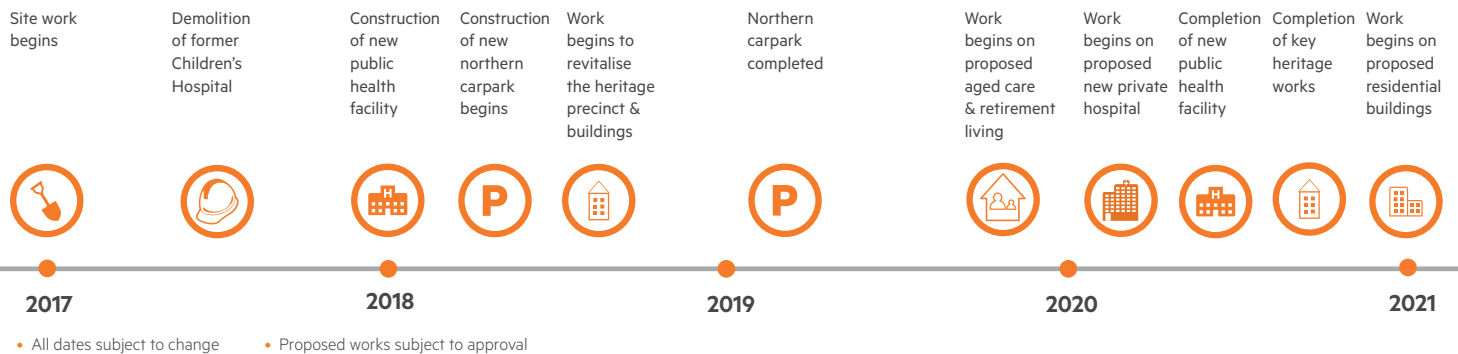 Site work
begins
Demolition
of former
Children's
Hospital
Construction
of new
public
health
facility
Construction
of new
northern
carpark
begins
Work
begins to
revitalise
the heritage
precinct &
buildings
Northern
carpark
completed
Work
begins on
proposed
aged care
& retirement
living
Work
begins on
proposed
new private
hospital
Completion
of new
public
health
facility
Completion
of key
heritage
works
Work
begins on
proposed
residential
buildings
H
P
P
H
2017
2018
2019
2020
2021
• All dates subject to change
• Proposed works subject to approval